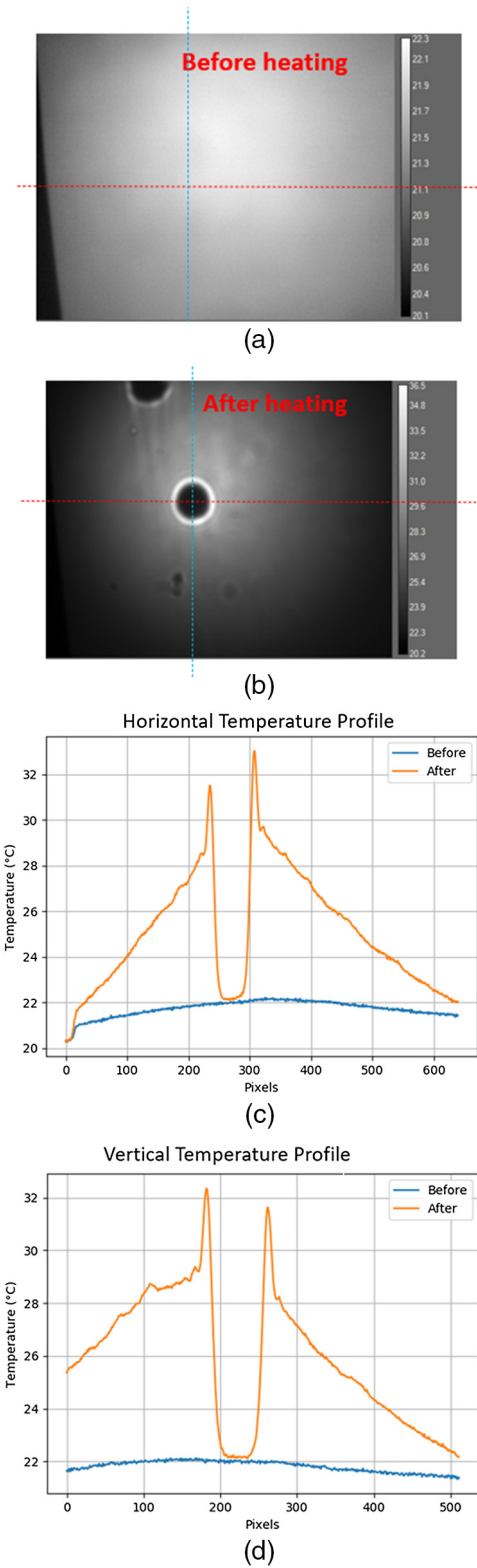 Before heating
22.3
22.1
21.9
21.7
21.5
21.3
21.1
20.9
20.8
20.6
20.4
20.1
(a)
After heating
36.5
34.8
33.5
32.2
31.0
29.6
28.3
26.9
25.4
23.9
22.3
20.2
(b)
Horizontal Temperature Profile
Before
After
32
30
28
26
24
22
20
Temperature (°C)
0 100 200 300 400 500 600
Pixels
(c)
Vertical Temperature Profile
Before
After
32
30
28
26
24
22
Temperature (°C)
0 100 200 300 400 500
Pixels
(d)